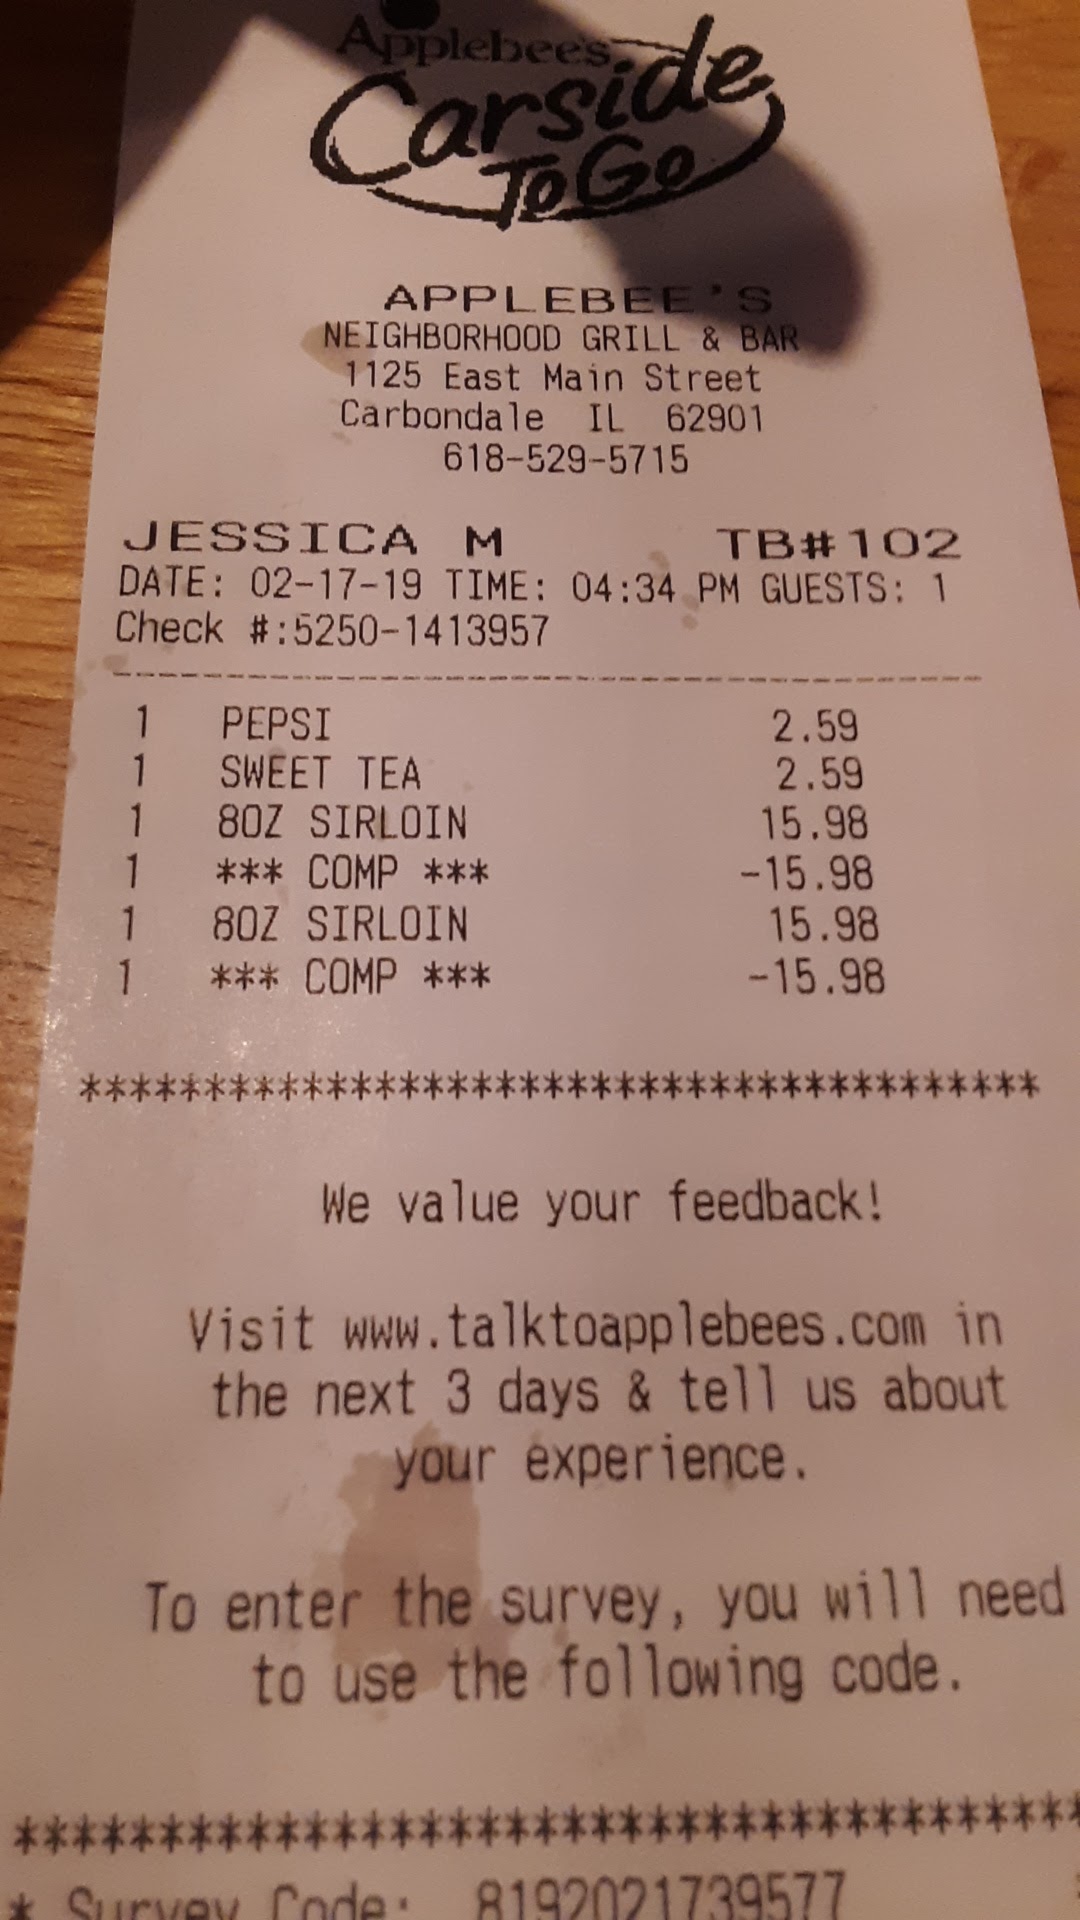 Applebee's
Carside
To Go
APPLEBEE'S
NEIGHBORHOOD GRILL & BAR
1125 East Main Street
Carbondale IL 62901
618-529-5715
JESSICA M TB#102
DATE: 02-17-19 TIME: 04:34 PM GUESTS: 1
Check #:5250-1413957
---------------------------------------
1 PEPSI 2.59
1 SWEET TEA 2.59
1 8OZ SIRLOIN 15.98
1 *** COMP *** -15.98
1 8OZ SIRLOIN 15.98
1 *** COMP *** -15.98
****************************************
We value your feedback!
Visit www.talktoapplebees.com in
the next 3 days & tell us about
your experience.
To enter the survey, you will need
to use the following code.
****************************************
* Survey Code: 8192021739577